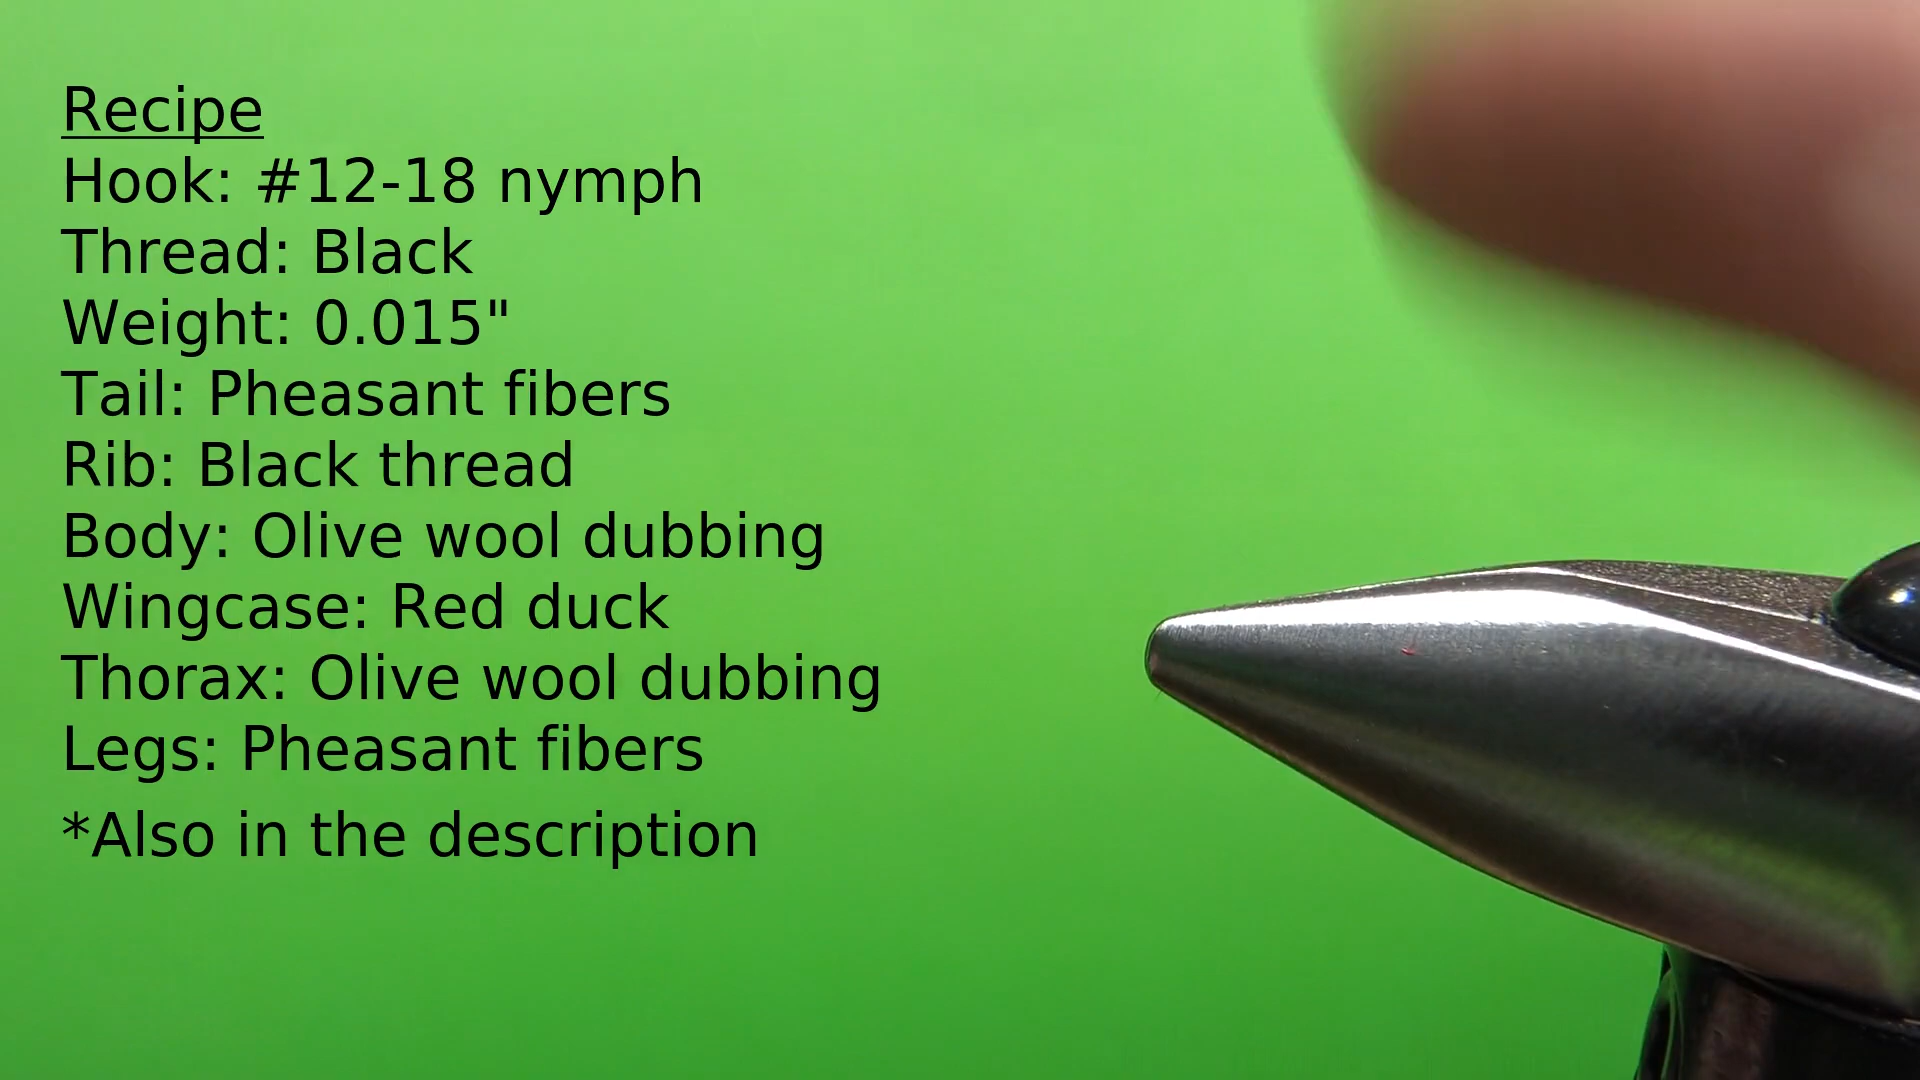 Recipe
Hook: #12-18 nymph
Thread: Black
Weight: 0.015"
Tail: Pheasant fibers
Rib: Black thread
Body: Olive wool dubbing
Wingcase: Red duck
Thorax: Olive wool dubbing
Legs: Pheasant fibers
*Also in the description